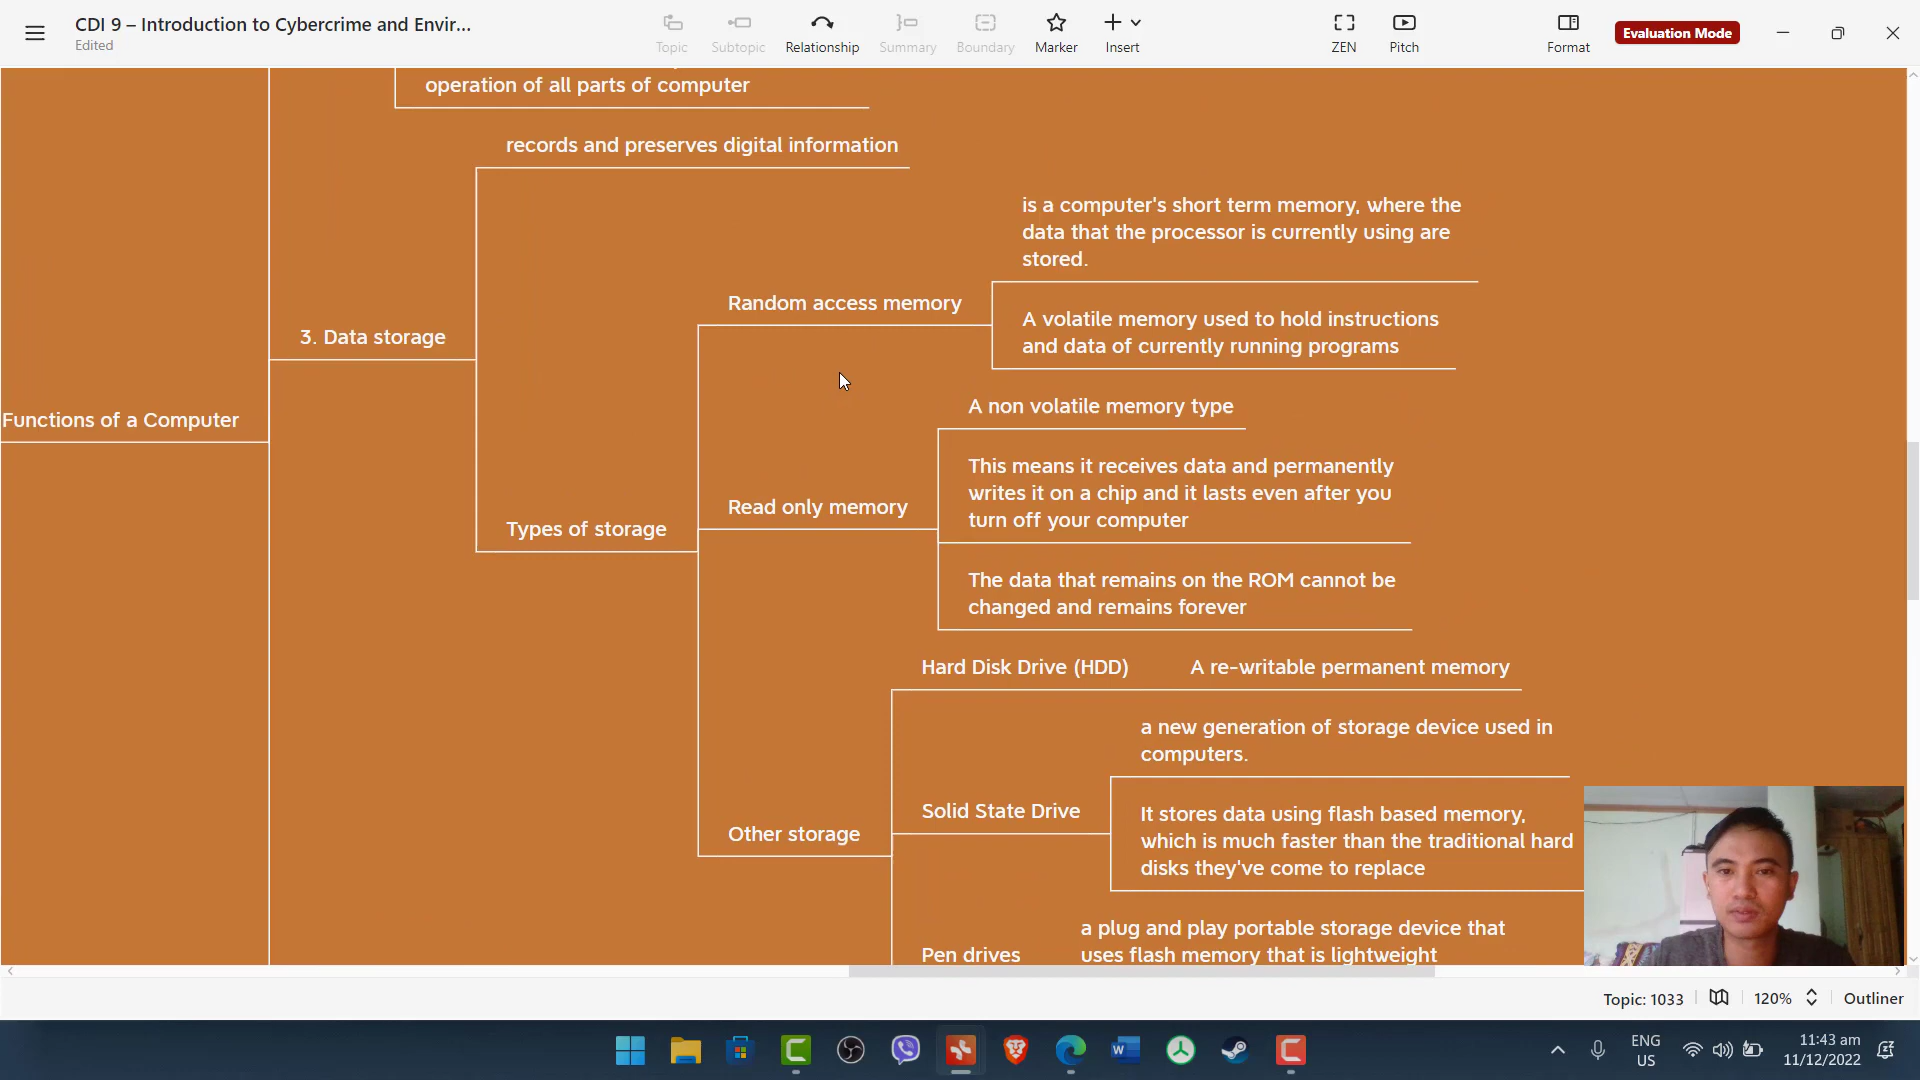 CDI 9 – Introduction to Cybercrime and Envir...
Edited
Topic
Subtopic
Relationship
Summary
Boundary
Marker
Insert
ZEN
Pitch
Format
Evaluation Mode
operation of all parts of computer
records and preserves digital information
is a computer's short term memory, where the
data that the processor is currently using are
stored.
Random access memory
A volatile memory used to hold instructions
and data of currently running programs
3. Data storage
A non volatile memory type
Functions of a Computer
This means it receives data and permanently
writes it on a chip and it lasts even after you
turn off your computer
Read only memory
Types of storage
The data that remains on the ROM cannot be
changed and remains forever
Hard Disk Drive (HDD)
A re-writable permanent memory
a new generation of storage device used in
computers.
Solid State Drive
It stores data using flash based memory,
which is much faster than the traditional hard
disks they've come to replace
Other storage
Pen drives
a plug and play portable storage device that
uses flash memory that is lightweight
Topic: 1033
120%
Outliner
ENG
US
11:43 am
11/12/2022